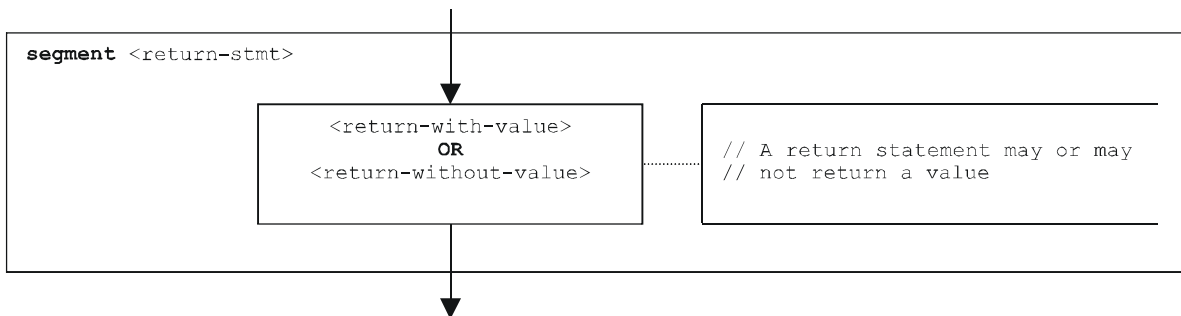 segment <return-stmt>
<return-with-value>
OR
<return-without-value>
// A return statement may or may
// not return a value